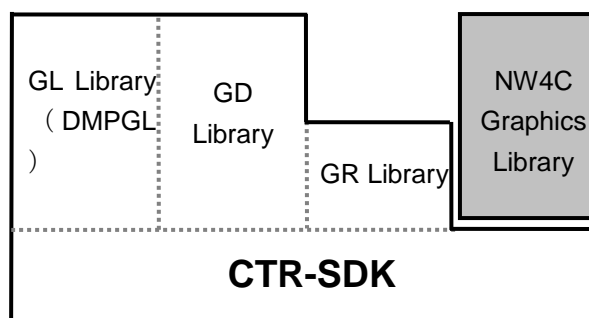 GL Library
（DMPGL
）
GD
Library
GR Library
NW4C
Graphics
Library
CTR-SDK